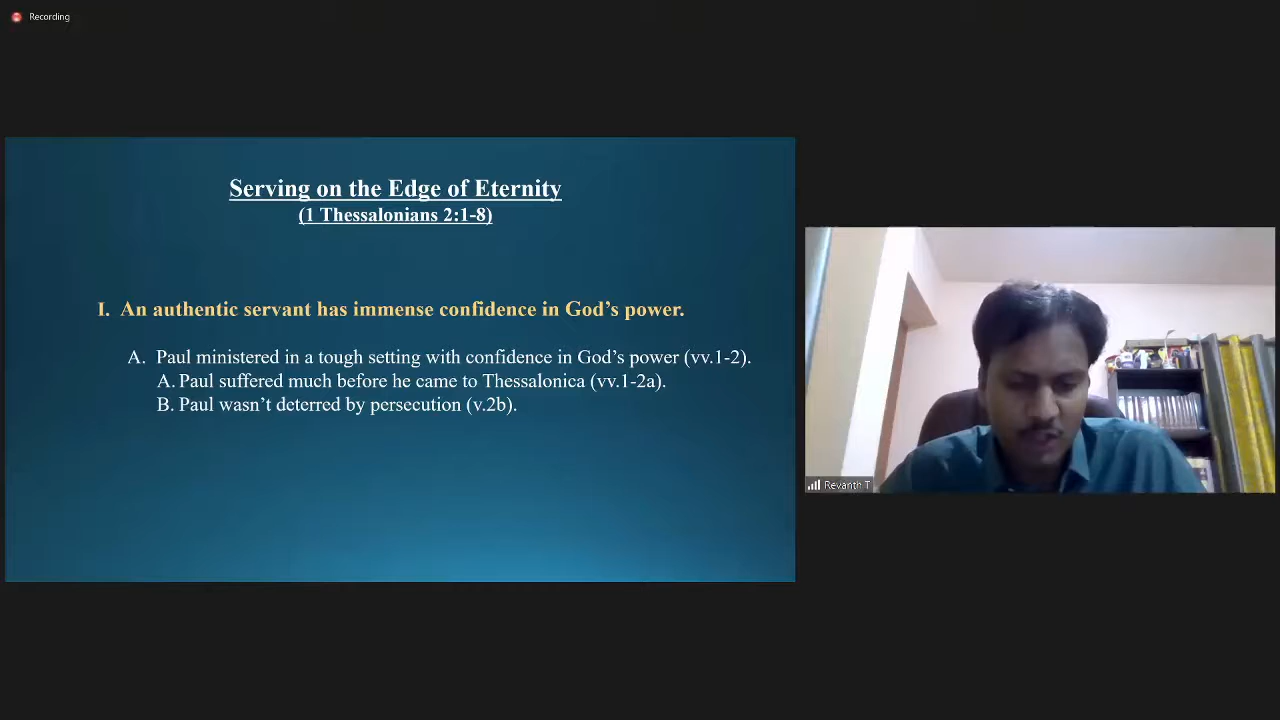 Recording
Serving on the Edge of Eternity
(1 Thessalonians 2:1-8)
I. An authentic servant has immense confidence in God’s power.
A. Paul ministered in a tough setting with confidence in God’s power (vv.1-2).
A. Paul suffered much before he came to Thessalonica (vv.1-2a).
B. Paul wasn’t deterred by persecution (v.2b).
Revanth T